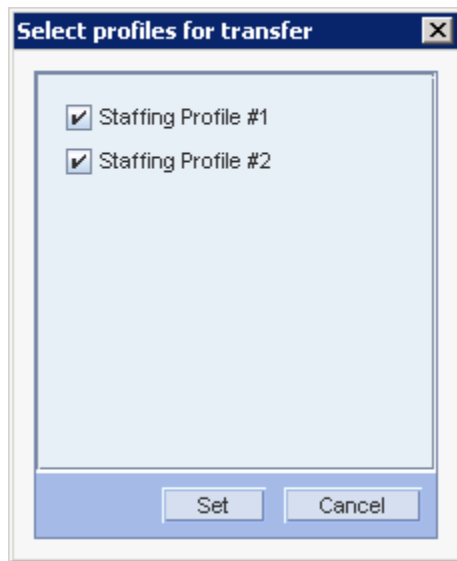 Select profiles for transfer
Staffing Profile #1
Staffing Profile #2
Set Cancel